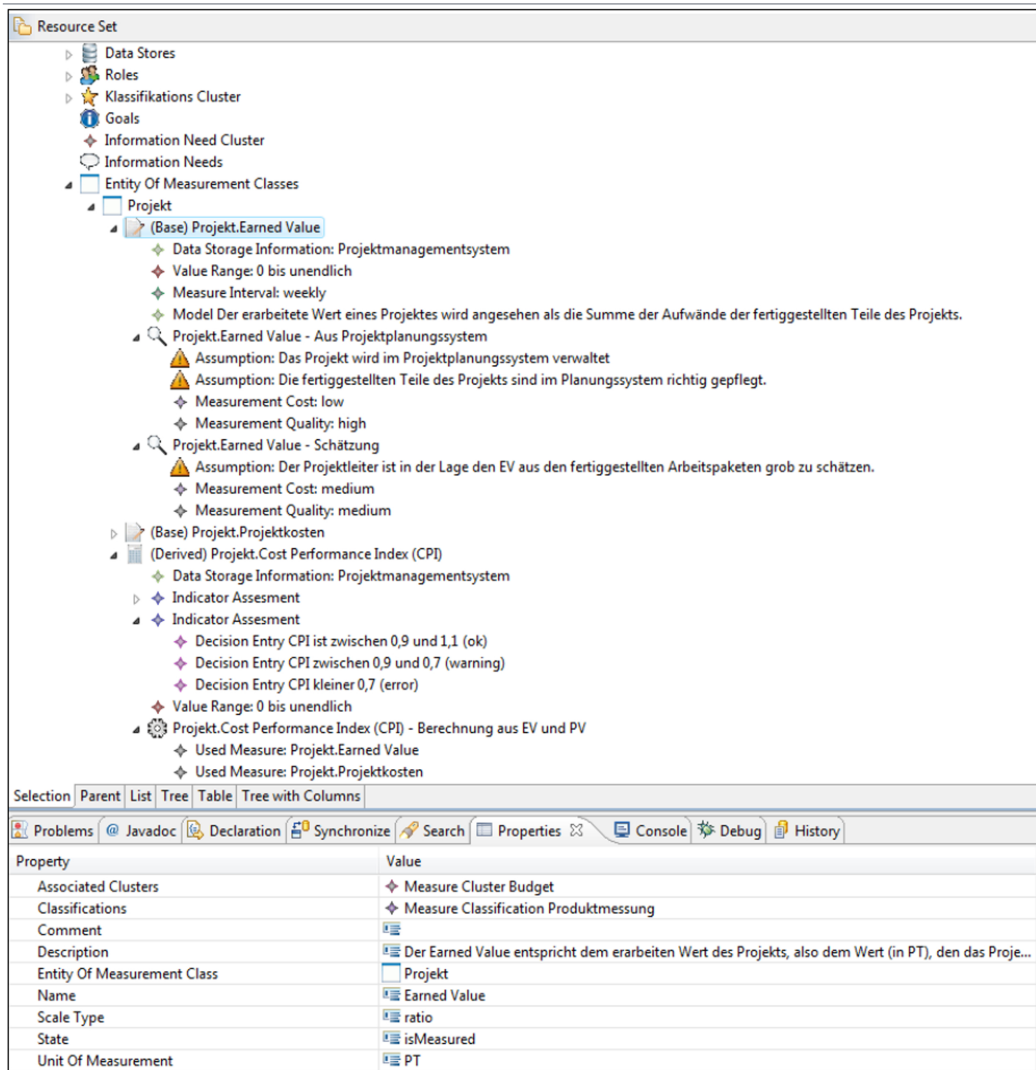 Resource Set
Data Stores
Roles
Klassifikations Cluster
Goals
Information Need Cluster
Information Needs
Entity Of Measurement Classes
Projekt
(Base) Projekt.Earned Value
Data Storage Information: Projektmanagementsystem
Value Range: 0 bis unendlich
Measure Interval: weekly
Model Der erarbeitete Wert eines Projektes wird angesehen als die Summe der Aufwände der fertiggestellten Teile des Projekts.
Projekt.Earned Value - Aus Projektplanungssystem
Assumption: Das Projekt wird im Projektplanungssystem verwaltet
Assumption: Die fertiggestellten Teile des Projekts sind im Planungssystem richtig gepflegt.
Measurement Cost: low
Measurement Quality: high
Projekt.Earned Value - Schätzung
Assumption: Der Projektleiter ist in der Lage den EV aus den fertiggestellten Arbeitspaketen grob zu schätzen.
Measurement Cost: medium
Measurement Quality: medium
(Base) Projekt.Projektkosten
(Derived) Projekt.Cost Performance Index (CPI)
Data Storage Information: Projektmanagementsystem
Indicator Assesment
Indicator Assesment
Decision Entry CPI ist zwischen 0,9 und 1,1 (ok)
Decision Entry CPI zwischen 0,9 und 0,7 (warning)
Decision Entry CPI kleiner 0,7 (error)
Value Range: 0 bis unendlich
Projekt.Cost Performance Index (CPI) - Berechnung aus EV und PV
Used Measure: Projekt.Earned Value
Used Measure: Projekt.Projektkosten
Selection Parent List Tree Table Tree with Columns
Problems @ Javadoc Declaration Synchronize Search Properties Console Debug History
Property Value
Associated Clusters Measure Cluster Budget
Classifications Measure Classification Produktmessung
Comment
Description Der Earned Value entspricht dem erarbeiten Wert des Projekts, also dem Wert (in PT), den das Proje...
Entity Of Measurement Class Projekt
Name Earned Value
Scale Type ratio
State isMeasured
Unit Of Measurement PT